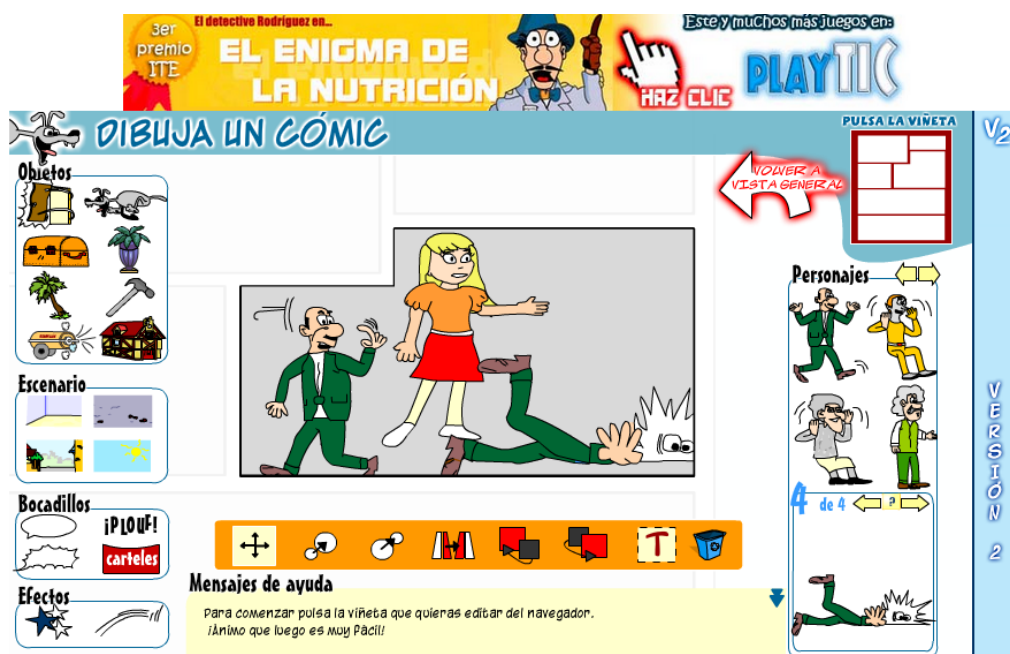 3er
premio
ITE
El detective Rodríguez en...
EL ENIGMA DE
LA NUTRICIÓN
HAZ CLIC
Este y muchos más juegos en:
PLAYTIC
DIBUJA UN CÓMIC
PULSA LA VIÑETA
V2
VOLVER A
VISTA GENERAL
Objetos
Personajes
Escenario
Bocadillos
¡PLOUF!
carteles
Efectos
4 de 4
?
T
Mensajes de ayuda
Para comenzar pulsa la viñeta que quieras editar del navegador.
¡Ánimo que luego es muy Fácil!
VERSIÓN 2